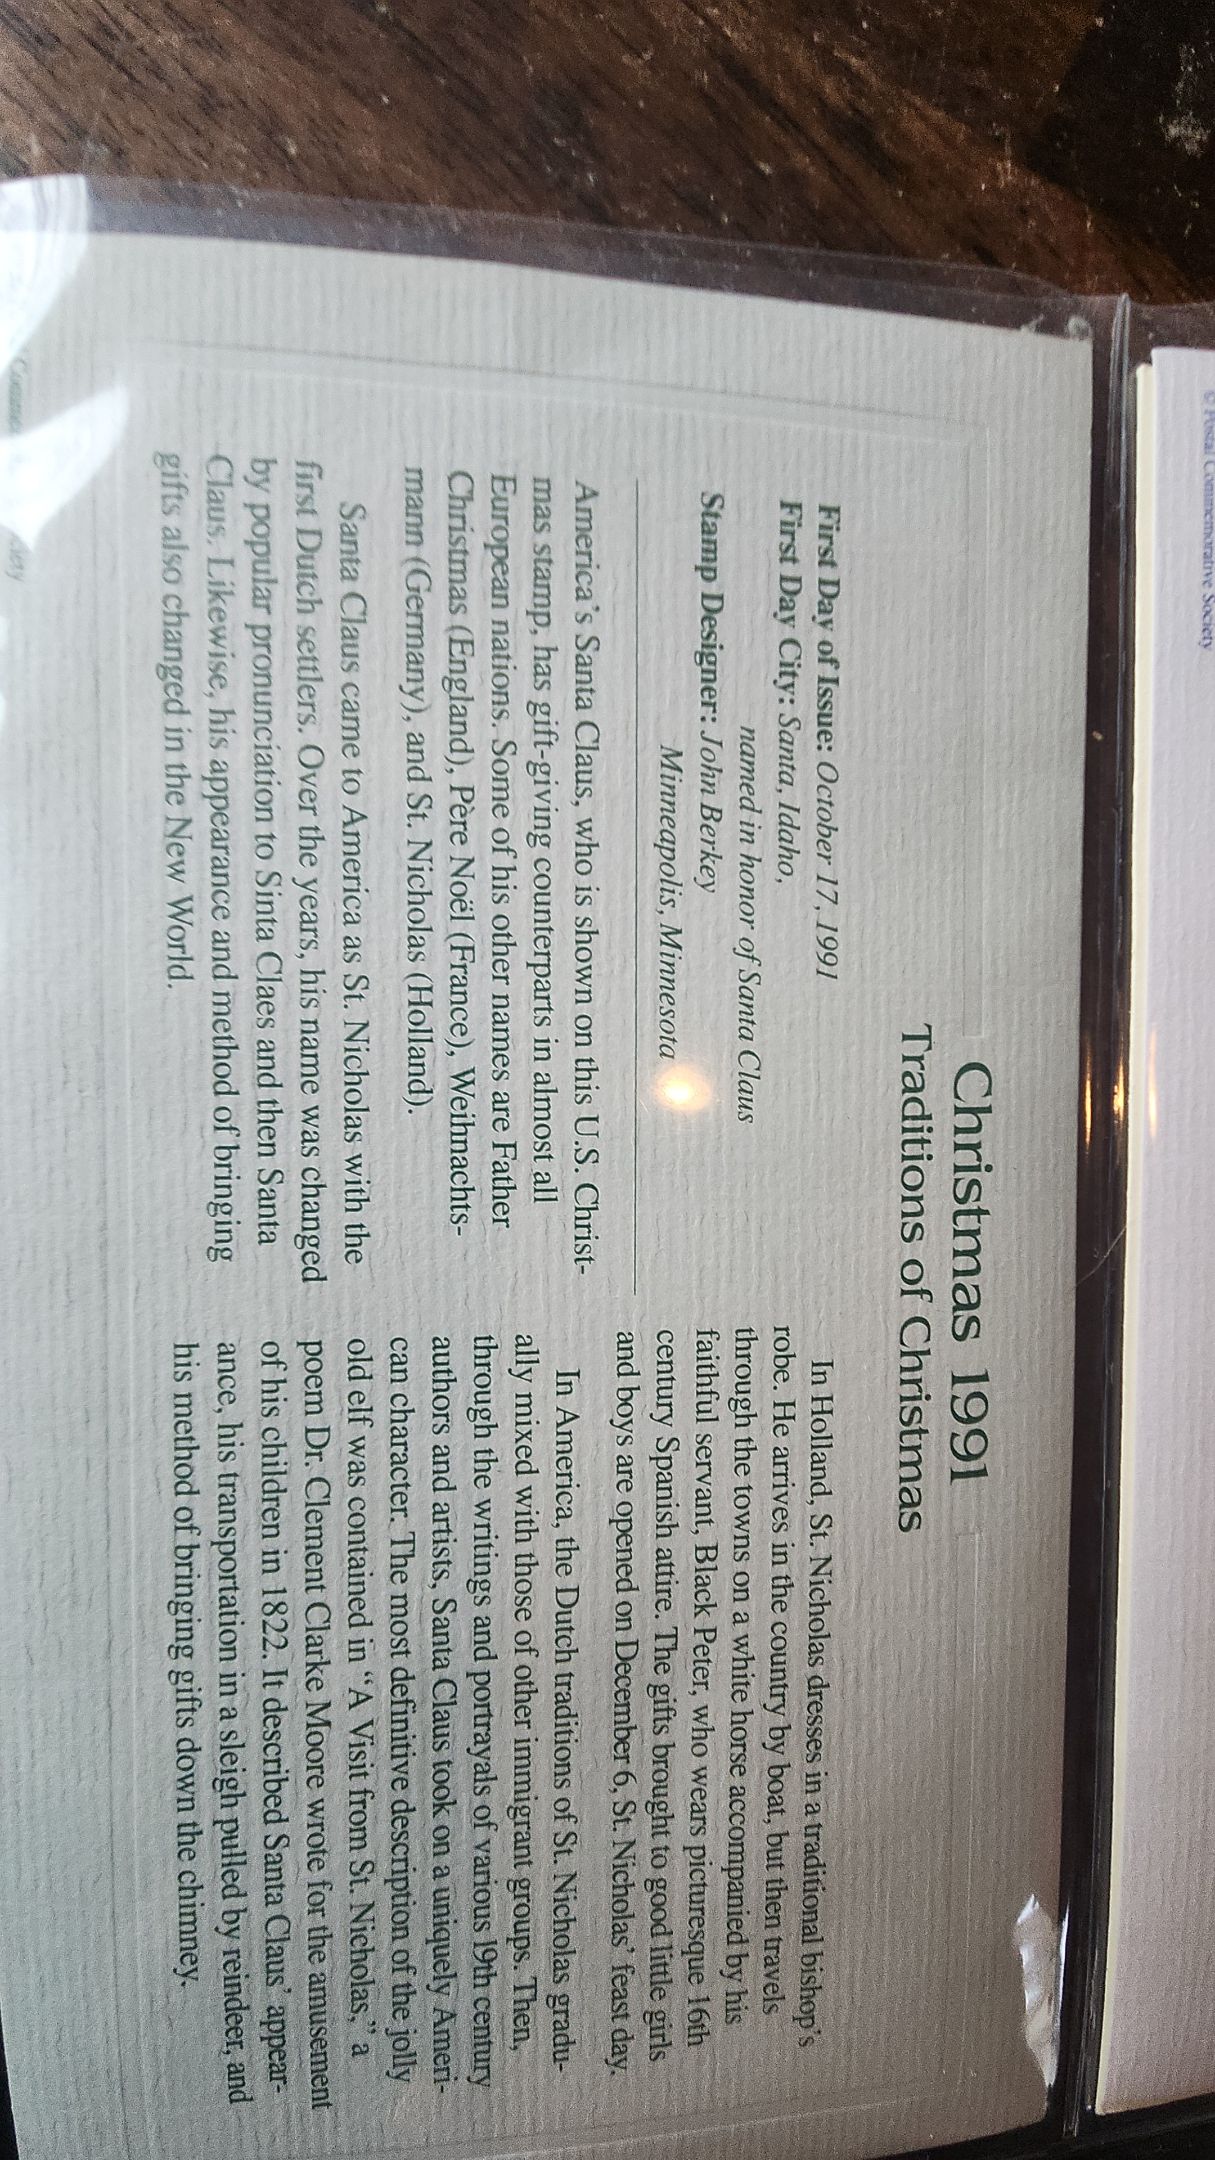 © Postal Commemorative Society
Christmas 1991
Traditions of Christmas
First Day of Issue: October 17, 1991
First Day City: Santa, Idaho,
named in honor of Santa Claus
Stamp Designer: John Berkey
Minneapolis, Minnesota
America's Santa Claus, who is shown on this U.S. Christ-
mas stamp, has gift-giving counterparts in almost all
European nations. Some of his other names are Father
Christmas (England), Père Noël (France), Weihnachts-
mann (Germany), and St. Nicholas (Holland).
Santa Claus came to America as St. Nicholas with the
first Dutch settlers. Over the years, his name was changed
by popular pronunciation to Sinta Claes and then Santa
Claus. Likewise, his appearance and method of bringing
gifts also changed in the New World.
In Holland, St. Nicholas dresses in a traditional bishop's
robe. He arrives in the country by boat, but then travels
through the towns on a white horse accompanied by his
faithful servant, Black Peter, who wears picturesque 16th
century Spanish attire. The gifts brought to good little girls
and boys are opened on December 6, St. Nicholas' feast day.
In America, the Dutch traditions of St. Nicholas gradu-
ally mixed with those of other immigrant groups. Then,
through the writings and portrayals of various 19th century
authors and artists, Santa Claus took on a uniquely Ameri-
can character. The most definitive description of the jolly
old elf was contained in “A Visit from St. Nicholas,” a
poem Dr. Clement Clarke Moore wrote for the amusement
of his children in 1822. It described Santa Claus' appear-
ance, his transportation in a sleigh pulled by reindeer, and
his method of bringing gifts down the chimney.